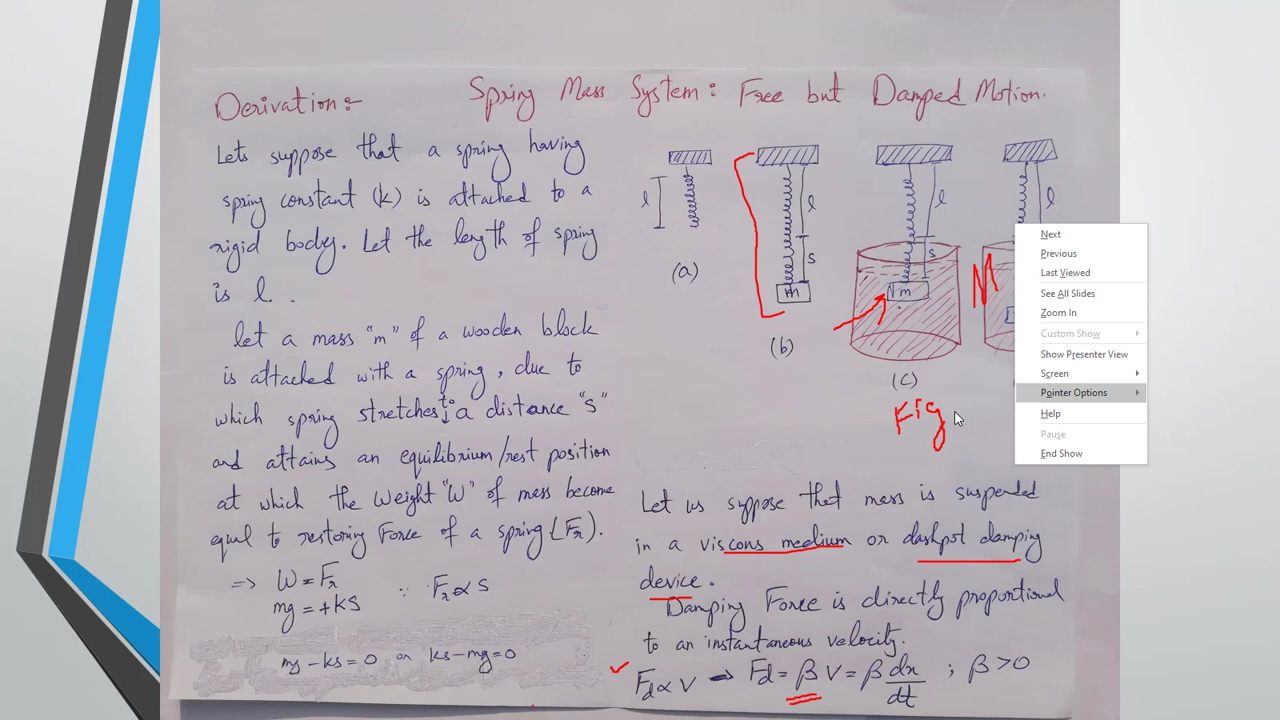 Derivation:-
Spring Mass System: Free but Damped Motion.
Lets suppose that a spring having
spring constant (k) is attached to a
rigid body. Let the length of spring
is l.
let a mass "m" of a wooden block
is attached with a spring, due to
which spring stretches to a distance "s"
and attains an equilibrium/rest position
at which the weight "W" of mass become
equl to restoring Force of a spring (Fr).
=> W = Fr
∵ Fr ∝ s
mg = +ks
mg - ks = 0 or ks - mg = 0
l
(a)
l
s
m
(b)
l
s
m
(c)
l
M
Fig
Next
Previous
Last Viewed
See All Slides
Zoom In
Custom Show
Show Presenter View
Screen
Pointer Options
Help
Pause
End Show
Let us suppose that mass is suspended
in a viscous medium or dashpot damping
device.
Damping Force is directly proportional
to an instantaneous velocity.
Fd ∝ V → Fd = β V = β dx/dt ; β > 0